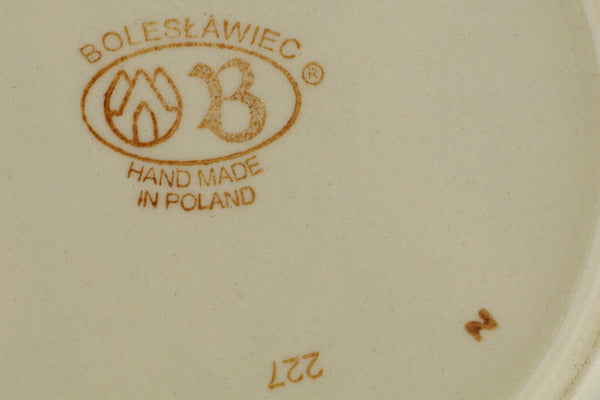 BOLESŁAWIEC
B ®
HAND MADE
IN POLAND
N
227